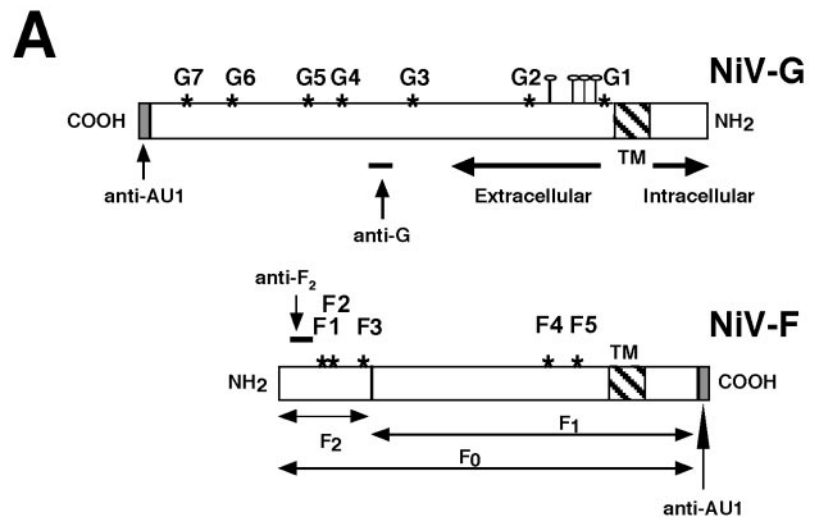 A
G7 G6 G5 G4 G3 G2 G1 NiV-G
* * * * * * *
COOH NH2
TM
anti-AU1 Extracellular Intracellular
anti-G
anti-F2
F2
F1 F3 F4 F5 NiV-F
** * * * TM
NH2 COOH
F2 F1
F0
anti-AU1